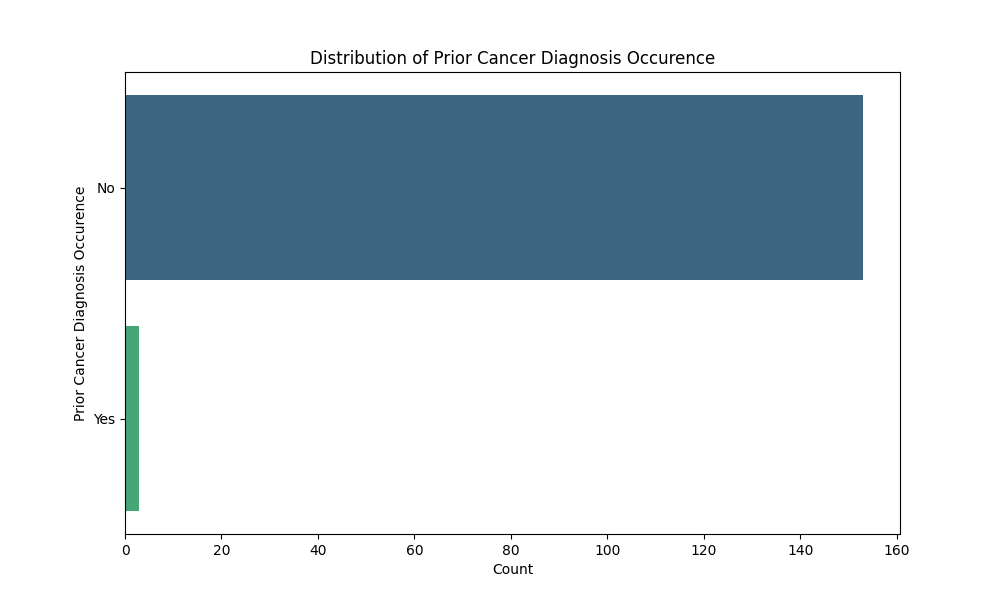 Distribution of Prior Cancer Diagnosis Occurence
Prior Cancer Diagnosis Occurence
No
Yes
0 20 40 60 80 100 120 140 160
Count